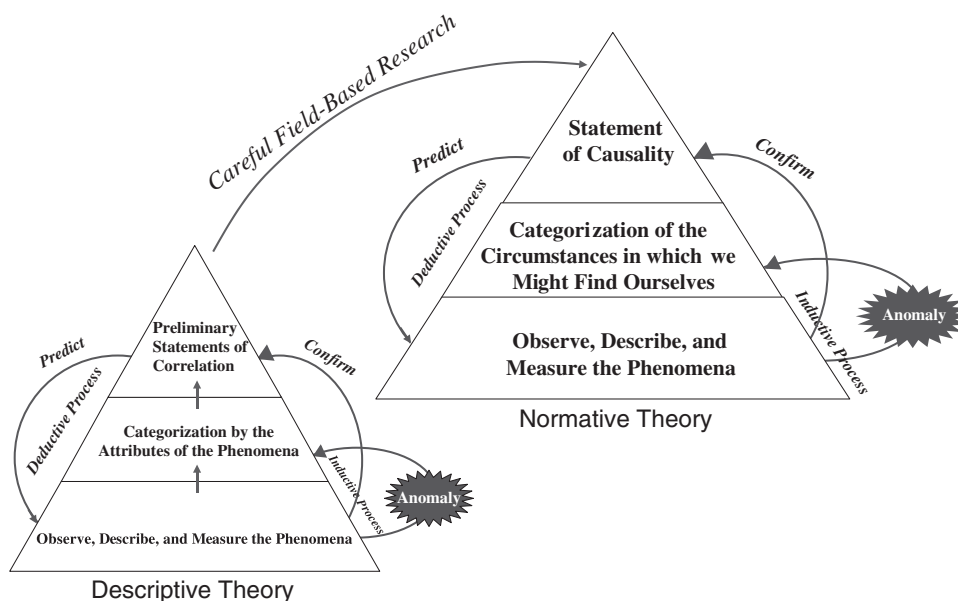 Careful Field-Based Research
Statement
of Causality
Predict
Deductive Process
Confirm
Categorization of the
Circumstances in which we
Might Find Ourselves
Anomaly
Inductive Process
Observe, Describe, and
Measure the Phenomena
Normative Theory
Preliminary
Statements of
Correlation
Predict
Deductive Process
Confirm
Categorization by the
Attributes of the Phenomena
Anomaly
Inductive process
Observe, Describe, and Measure the Phenomena
Descriptive Theory